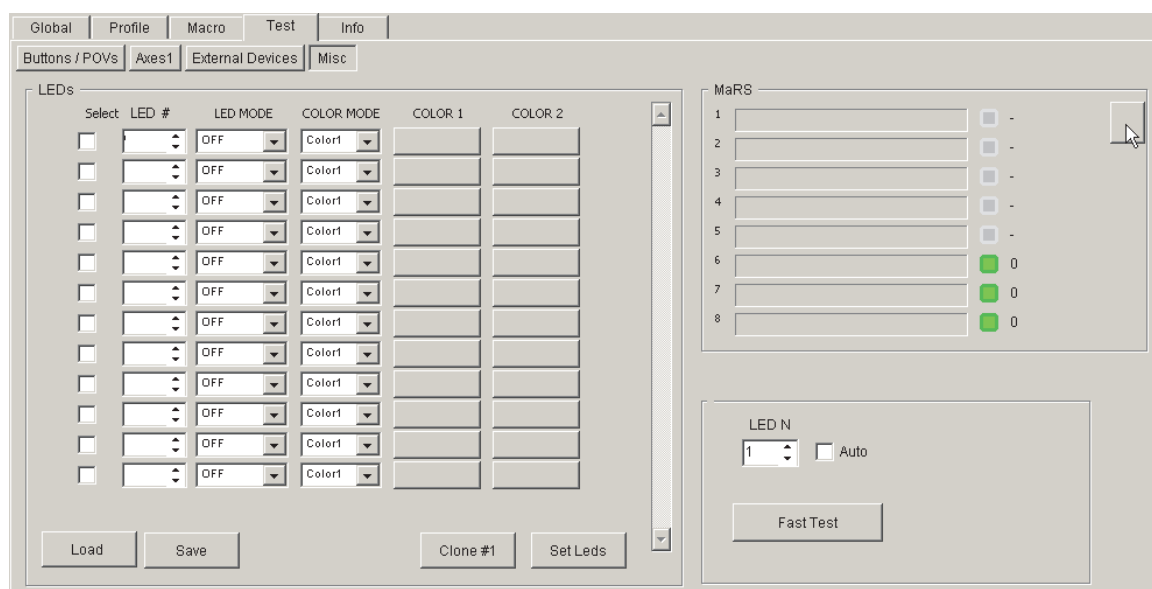 Global Profile Macro Test Info
Buttons / POVs Axes1 External Devices Misc
LEDs
Select LED # LED MODE COLOR MODE COLOR 1 COLOR 2
OFF Color1
OFF Color1
OFF Color1
OFF Color1
OFF Color1
OFF Color1
OFF Color1
OFF Color1
OFF Color1
OFF Color1
OFF Color1
OFF Color1
Load Save Clone #1 Set Leds
MaRS
1 -
2 -
3 -
4 -
5 -
6 0
7 0
8 0
LED N
1 Auto
Fast Test